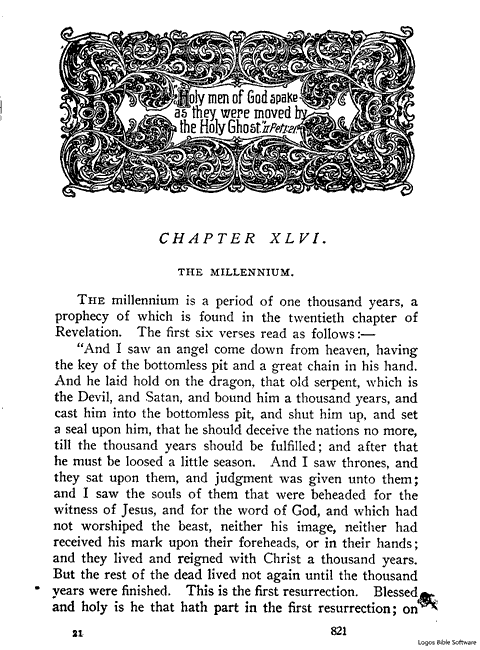 Holy men of God spake
as they were moved by
the Holy Ghost." II Pet.1:21.
CHAPTER XLVI.
THE MILLENNIUM.
THE millennium is a period of one thousand years, a
prophecy of which is found in the twentieth chapter of
Revelation. The first six verses read as follows:—
"And I saw an angel come down from heaven, having
the key of the bottomless pit and a great chain in his hand.
And he laid hold on the dragon, that old serpent, which is
the Devil, and Satan, and bound him a thousand years, and
cast him into the bottomless pit, and shut him up, and set
a seal upon him, that he should deceive the nations no more,
till the thousand years should be fulfilled; and after that
he must be loosed a little season. And I saw thrones, and
they sat upon them, and judgment was given unto them;
and I saw the souls of them that were beheaded for the
witness of Jesus, and for the word of God, and which had
not worshiped the beast, neither his image, neither had
received his mark upon their foreheads, or in their hands;
and they lived and reigned with Christ a thousand years.
But the rest of the dead lived not again until the thousand
years were finished. This is the first resurrection. Blessed
and holy is he that hath part in the first resurrection; on
21 821
Logos Bible Software